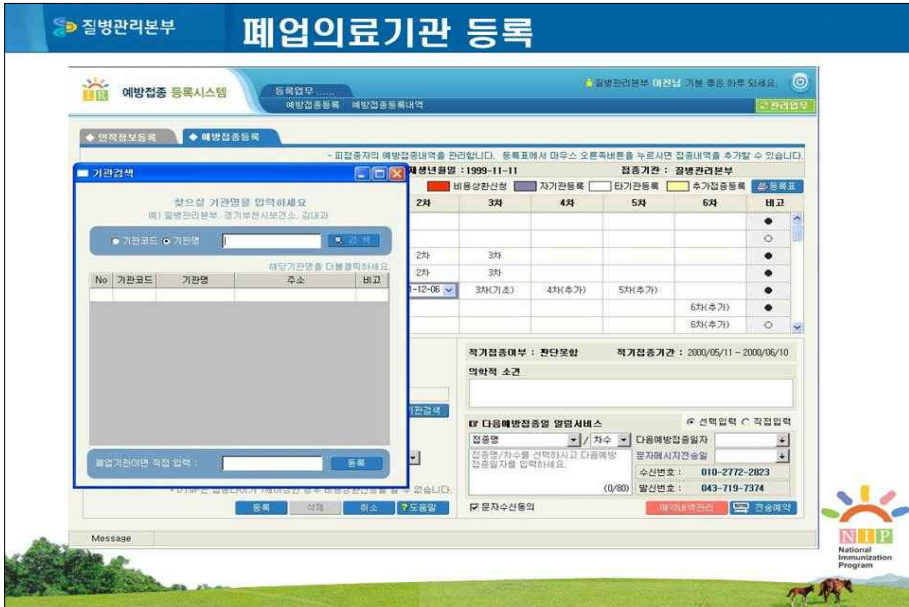 질병관리본부
폐업의료기관 등록
IR 예방접종 등록시스템
등록업무 ......
예방접종등록 예방접종등록내역
질병관리본부 미진님 기분 좋은 하루 되세요.
관리업무
◆ 인적정보등록 ◆ 예방접종등록
- 피접종자의 예방접종내역을 관리합니다. 등록표에서 마우스 오른쪽버튼을 누르시면 접종내역을 추가할 수 있습니다.
재생년월일 :1999-11-11 접종기관 : 질병관리본부
비용상환신청 자기관등록 타기관등록 추가접종등록 등록표
2차 3차 4차 5차 6차 비고
2차 3차
2차 3차
1-12-06 3차(기초) 4차(추가) 5차(추가)
6차(추가)
6차(추가)
기관검색
찾으실 기관명을 입력하세요
예) 질병관리본부, 경기부천시보건소, 김내과
기관코드 기관명 검 색
해당기관명을 더블클릭하세요.
No 기관코드 기관명 주소 비고
폐업기관이면 직접 입력 : 등록
적기접종여부 : 판단못함 적기접종기간 : 2000/05/11 - 2000/06/10
의학적 소견
기관검색
다음예방접종일 알림서비스 선택입력 직접입력
접종명 / 차수 다음예방접종일자
접종명/차수를 선택하시고 다음예방
접종일자를 입력하세요.
문자메시지전송일
수신번호 : 010-2772-2823
(0/80) 발신번호 : 043-719-7374
등록 삭제 취소 ?도움말
문자수신동의 예약내역관리 전송예약
Message
NIP
National
Immunization
Program